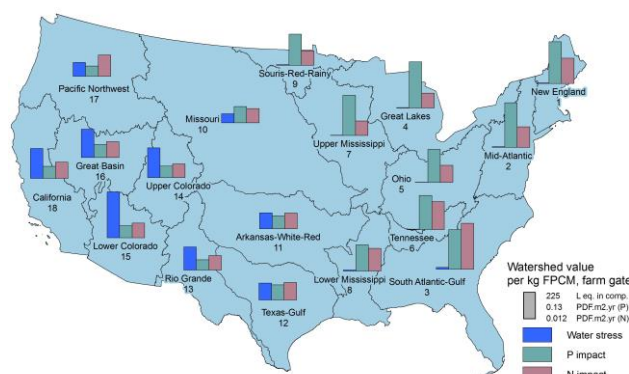 Souris-Red-Rainy
9
New England
1
Pacific Northwest
17
Great Lakes
4
Missouri
10
Upper Mississippi
7
Mid-Atlantic
2
Great Basin
16
Ohio
5
Upper Colorado
14
California
18
Tennessee
6
Arkansas-White-Red
11
Lower Colorado
15
Rio Grande
13
Lower Mississippi
8
South Atlantic-Gulf
3
Texas-Gulf
12
Watershed value
per kg FPCM, farm gate
225 L eq. in comp.
0.13 PDF.m2.yr (P)
0.012 PDF.m2.yr (N)
Water stress
P impact
N impact